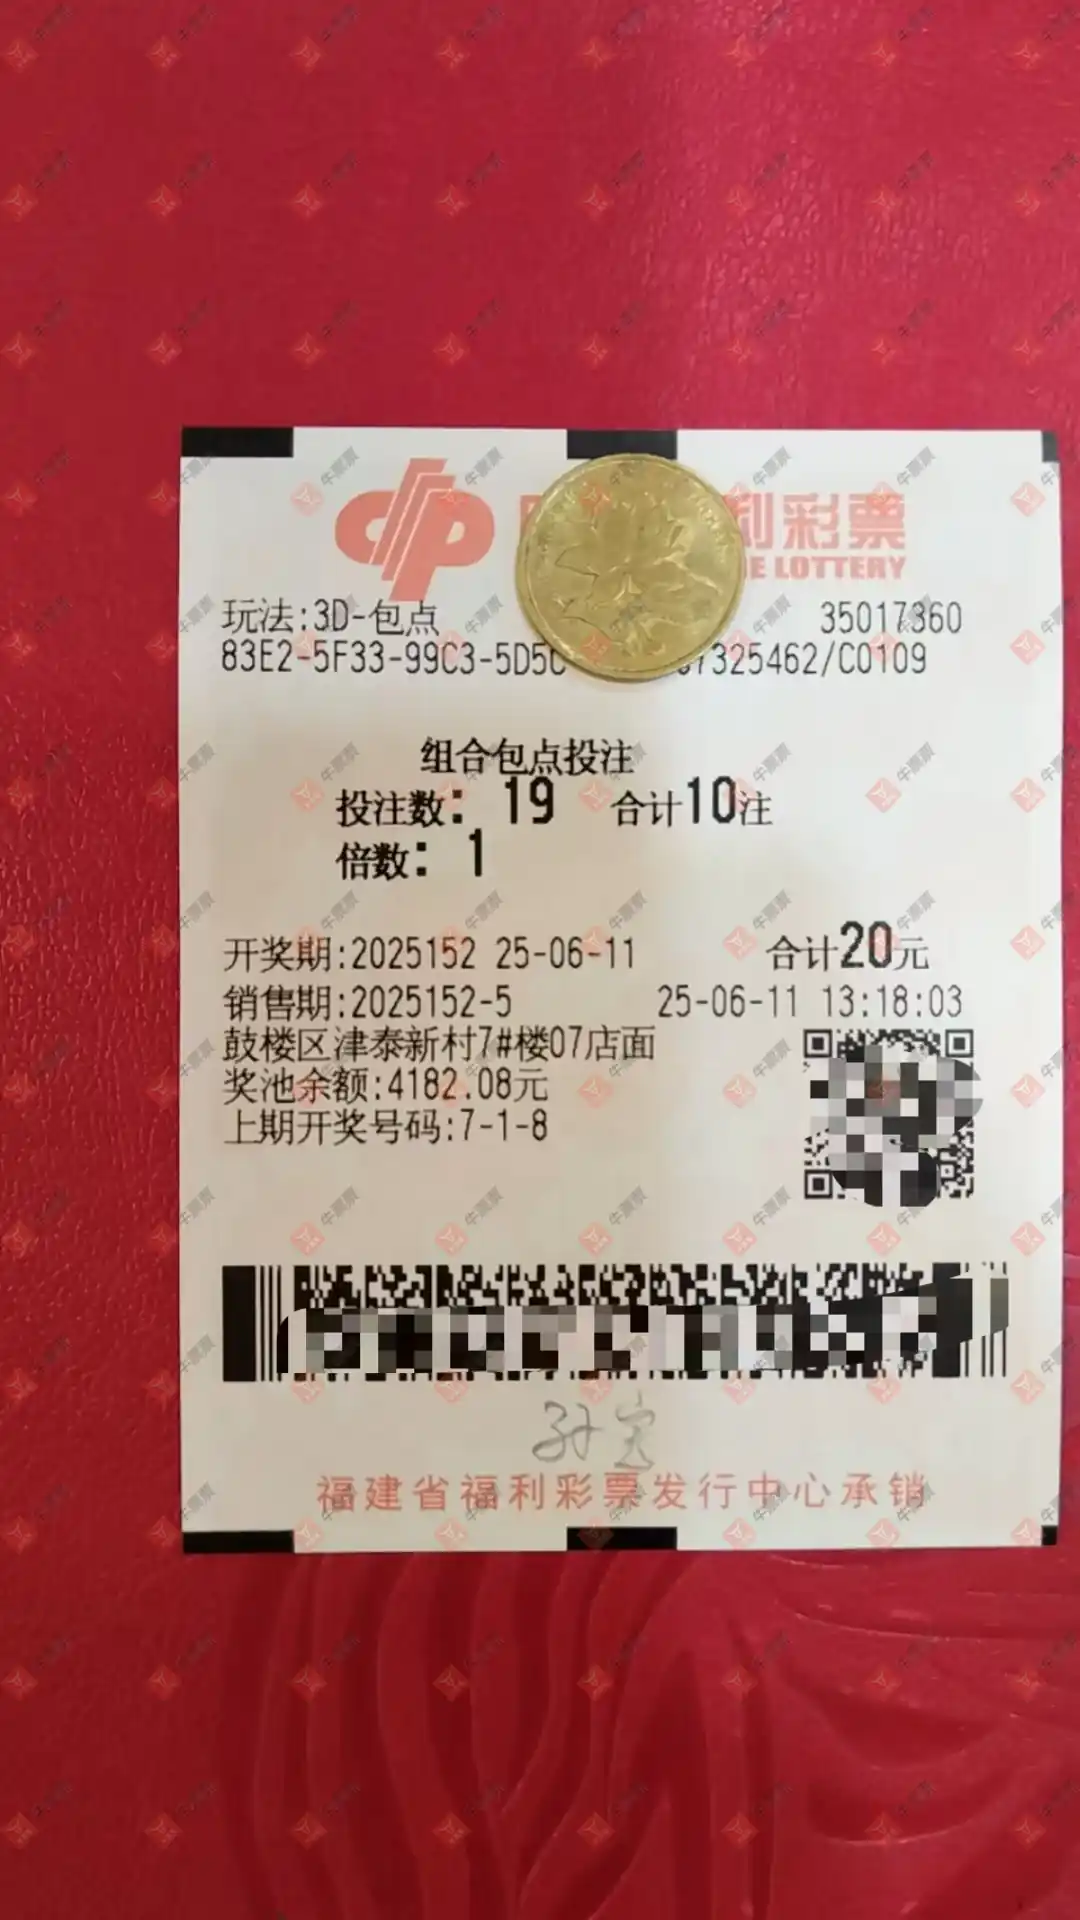 利彩票
E LOTTERY
玩法:3D-包点 35017360
83E2-5F33-99C3-5D5 7325462/C0109
组合包点投注
投注数: 19 合计10注
倍数: 1
开奖期:2025152 25-06-11 合计20元
销售期:2025152-5 25-06-11 13:18:03
鼓楼区津泰新村7#楼07店面
奖池余额:4182.08元
上期开奖号码:7-1-8
福建省福利彩票发行中心承销
牛票票